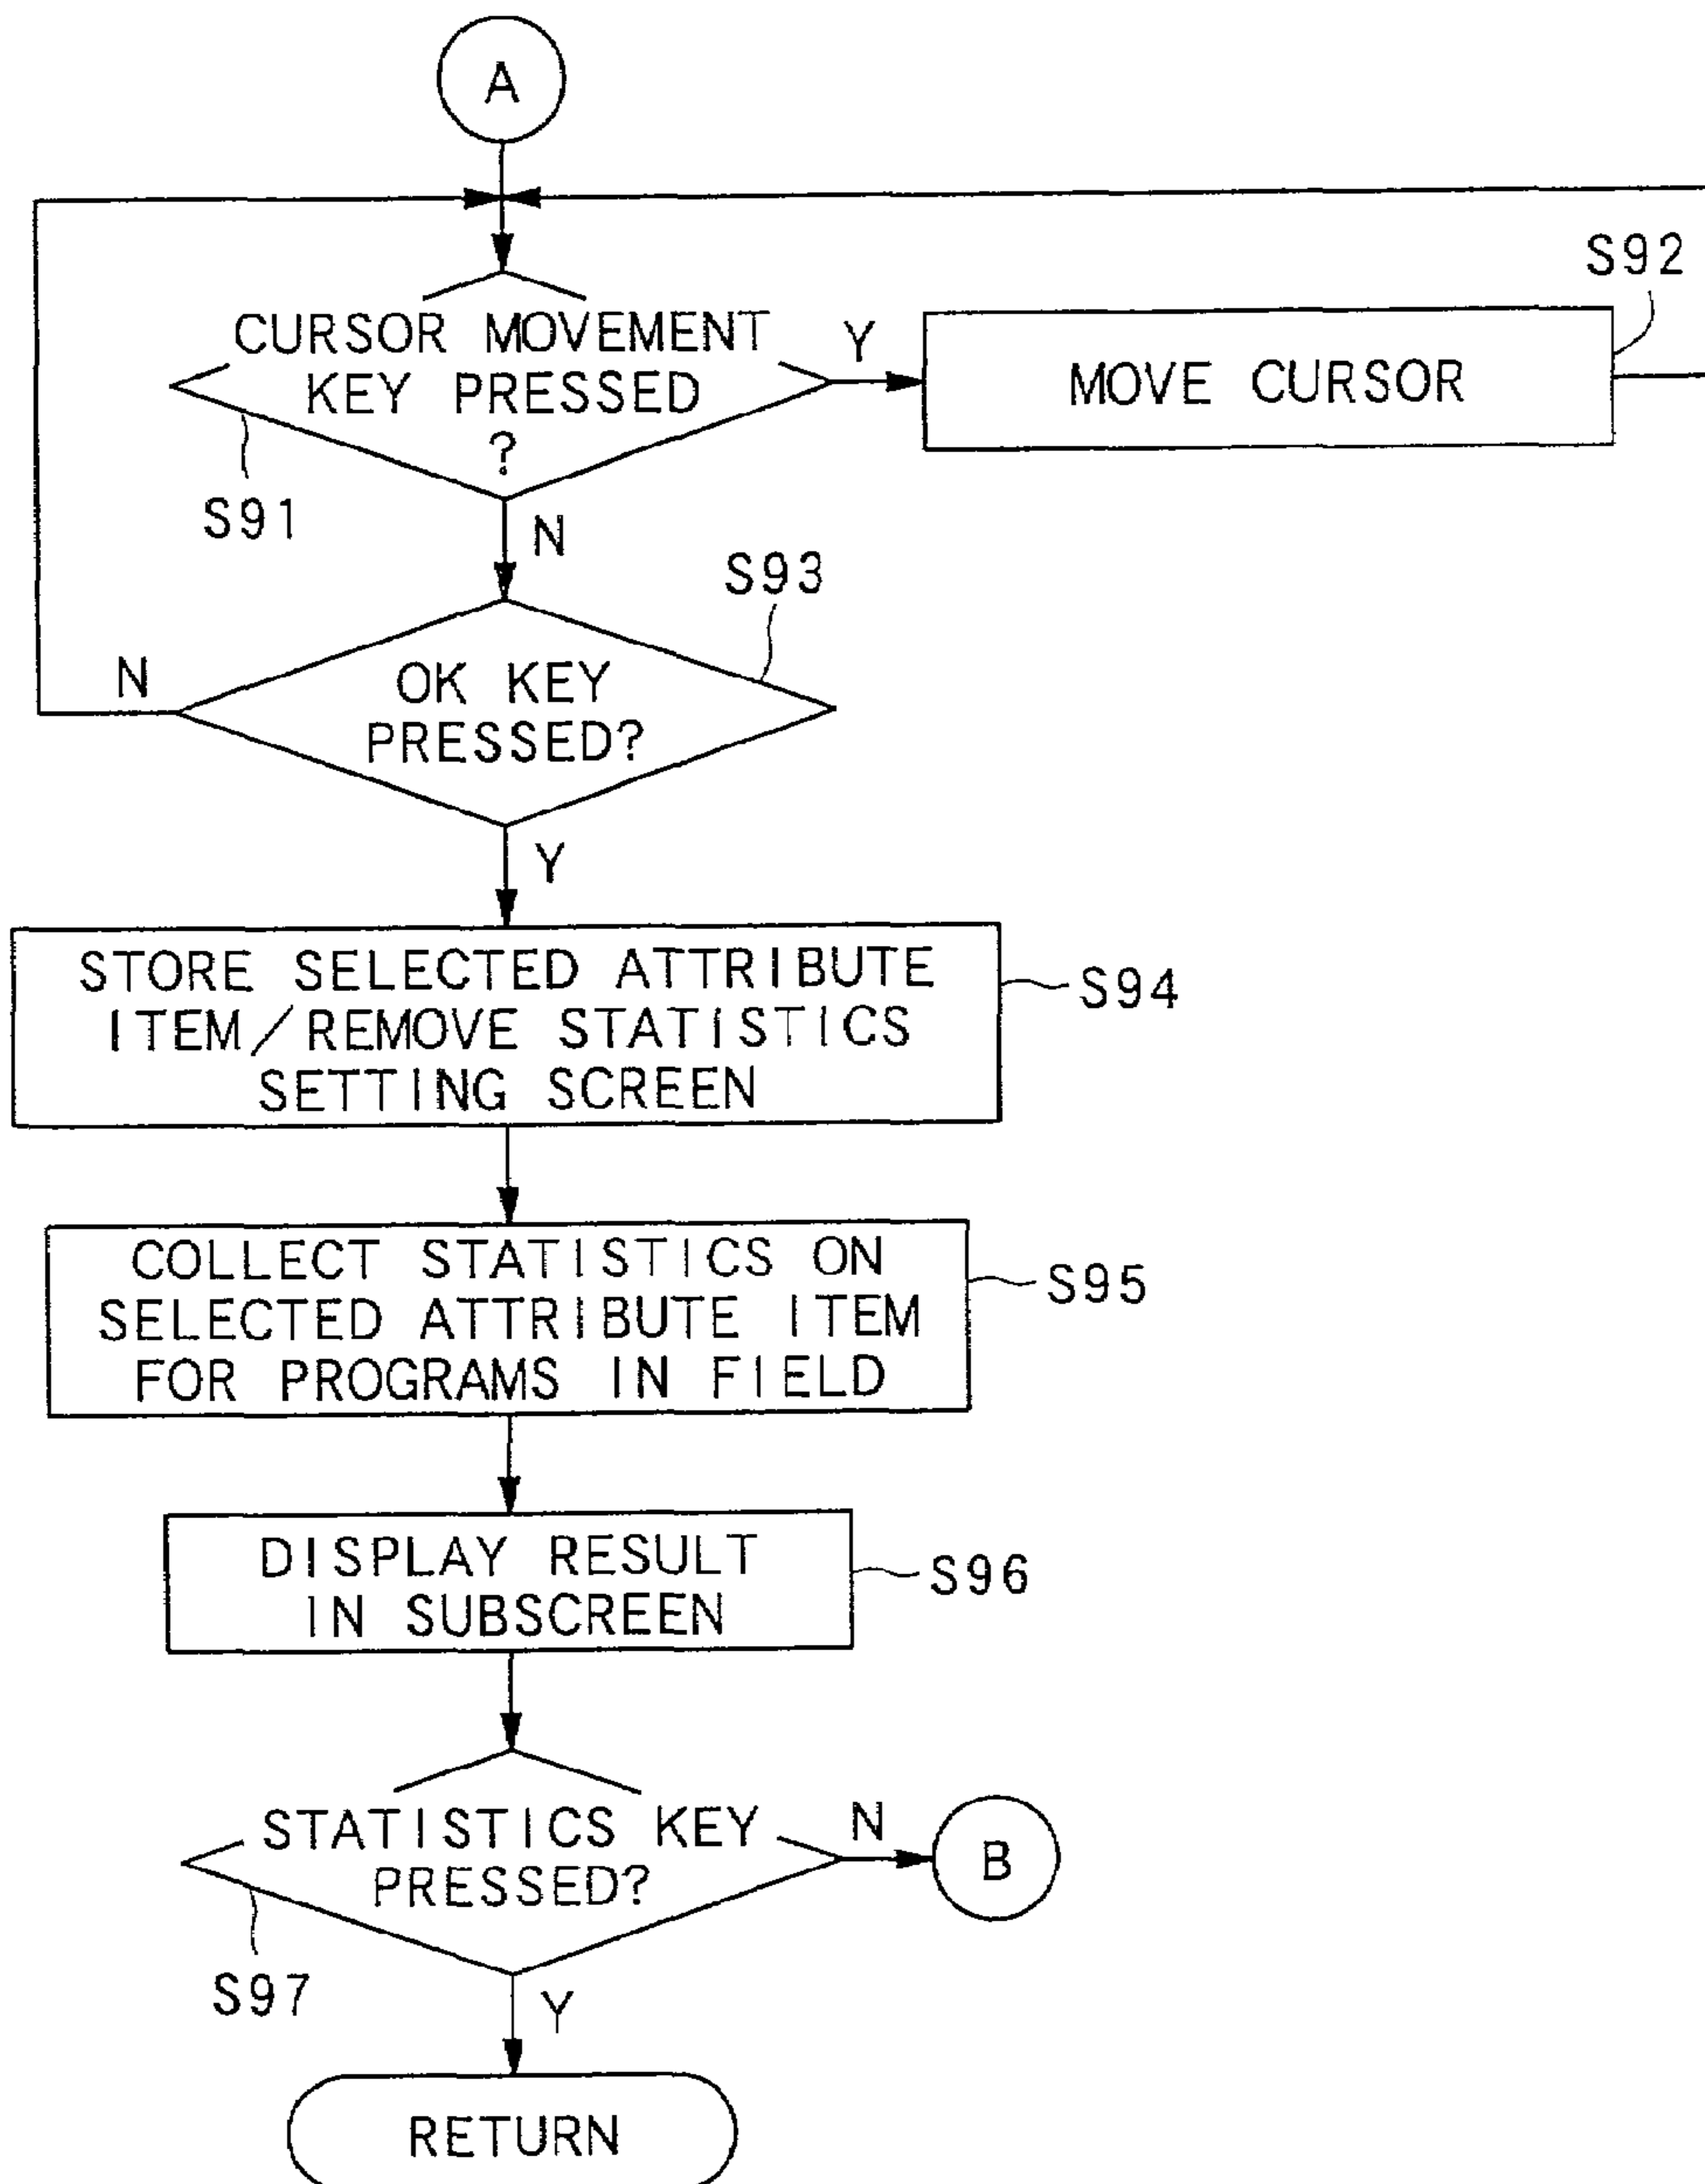 A
S92
CURSOR MOVEMENT
KEY PRESSED
?
Y
MOVE CURSOR
S91
N
S93
N
OK KEY
PRESSED?
Y
STORE SELECTED ATTRIBUTE
ITEM/REMOVE STATISTICS
SETTING SCREEN
S94
COLLECT STATISTICS ON
SELECTED ATTRIBUTE ITEM
FOR PROGRAMS IN FIELD
S95
DISPLAY RESULT
IN SUBSCREEN
S96
STATISTICS KEY
PRESSED?
N
B
S97
Y
RETURN